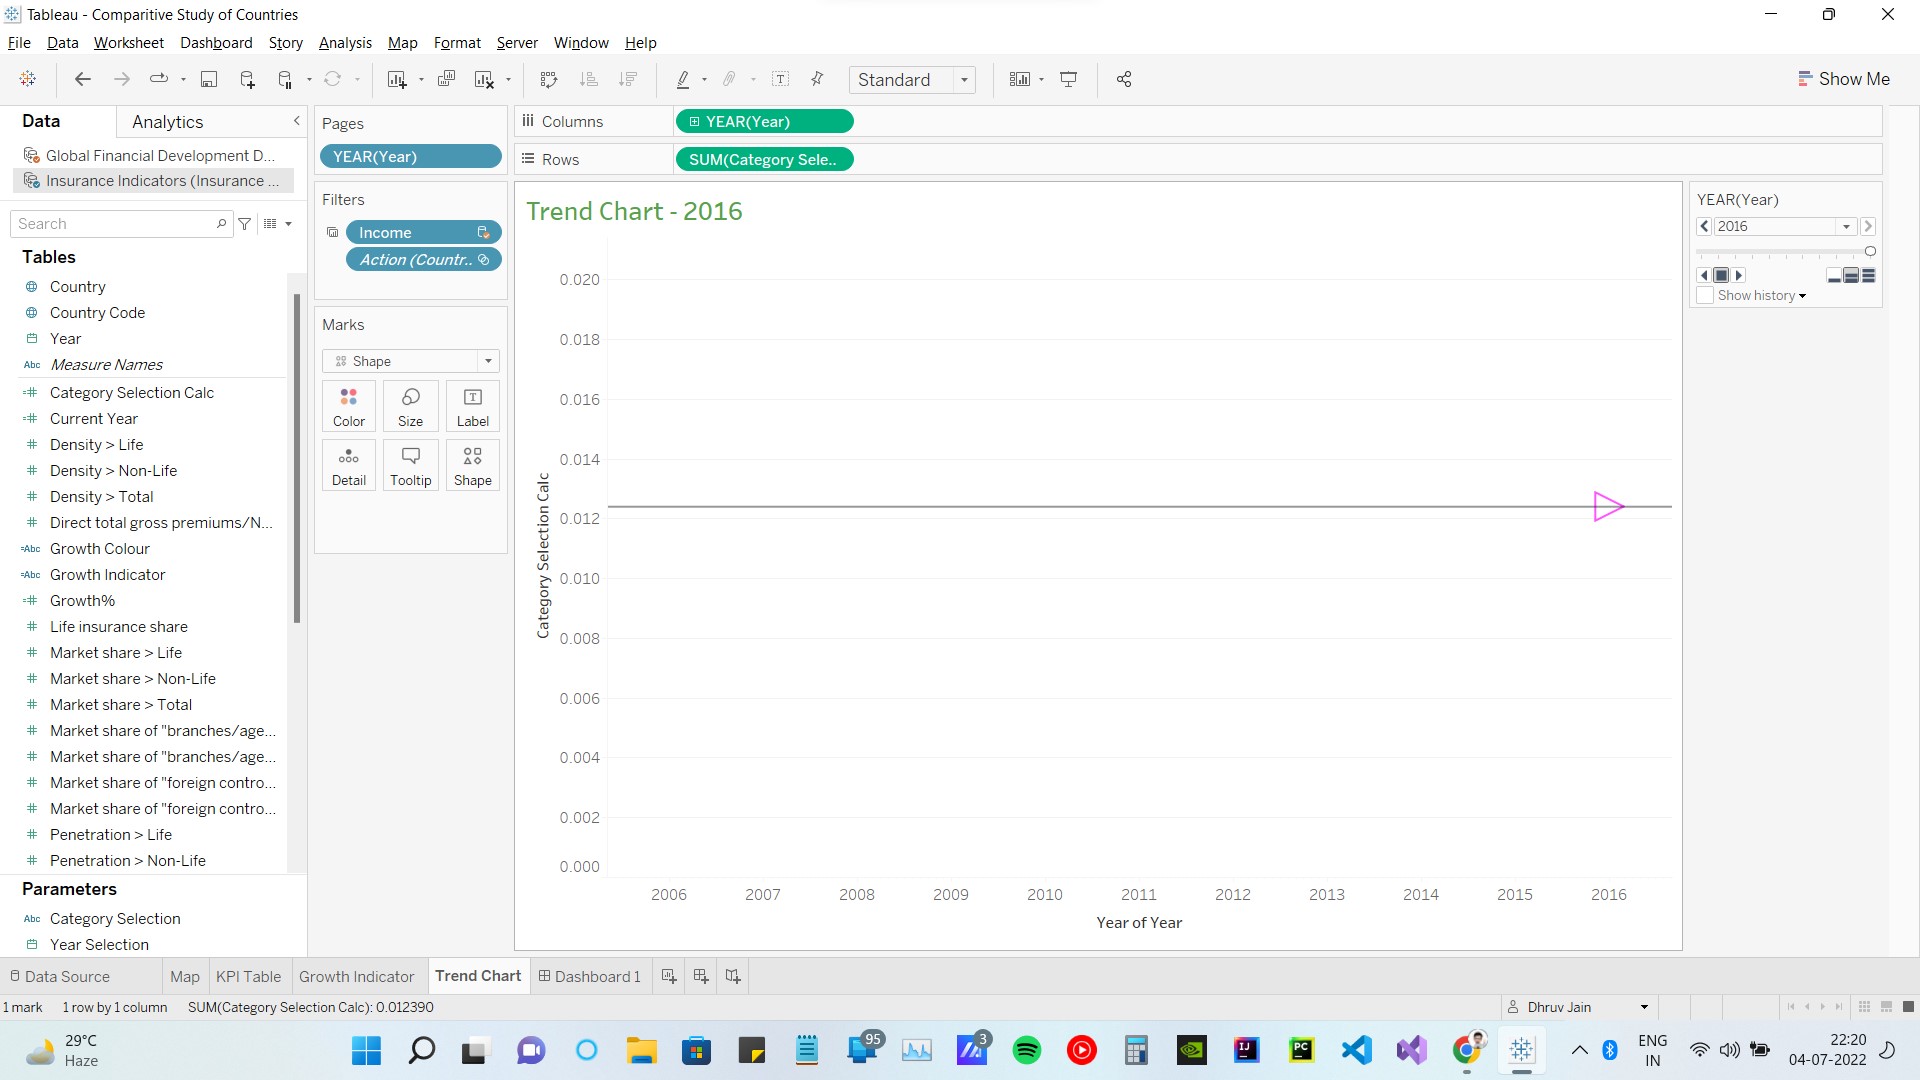 Tableau - Comparitive Study of Countries
File Data Worksheet Dashboard Story Analysis Map Format Server Window Help
Standard
Show Me
Data Analytics
Global Financial Development D...
Insurance Indicators (Insurance ...
Search
Tables
Country
Country Code
Year
Abc Measure Names
Category Selection Calc
Current Year
Density > Life
Density > Non-Life
Density > Total
Direct total gross premiums/N...
=Abc Growth Colour
=Abc Growth Indicator
Growth%
Life insurance share
Market share > Life
Market share > Non-Life
Market share > Total
Market share of "branches/age...
Market share of "branches/age...
Market share of "foreign contro...
Market share of "foreign contro...
Penetration > Life
Penetration > Non-Life
Parameters
Abc Category Selection
Year Selection
Pages
YEAR(Year)
Filters
Income
Action (Countr..
Marks
Shape
Color Size Label
Detail Tooltip Shape
Columns YEAR(Year)
Rows SUM(Category Sele..
Trend Chart - 2016
0.020
0.018
0.016
0.014
0.012
0.010
0.008
0.006
0.004
0.002
0.000
Category Selection Calc
2006 2007 2008 2009 2010 2011 2012 2013 2014 2015 2016
Year of Year
YEAR(Year)
2016
Show history
Data Source Map KPI Table Growth Indicator Trend Chart Dashboard 1
1 mark 1 row by 1 column SUM(Category Selection Calc): 0.012390
Dhruv Jain
29°C
Haze
95
3
IJ
PC
ENG
IN
22:20
04-07-2022